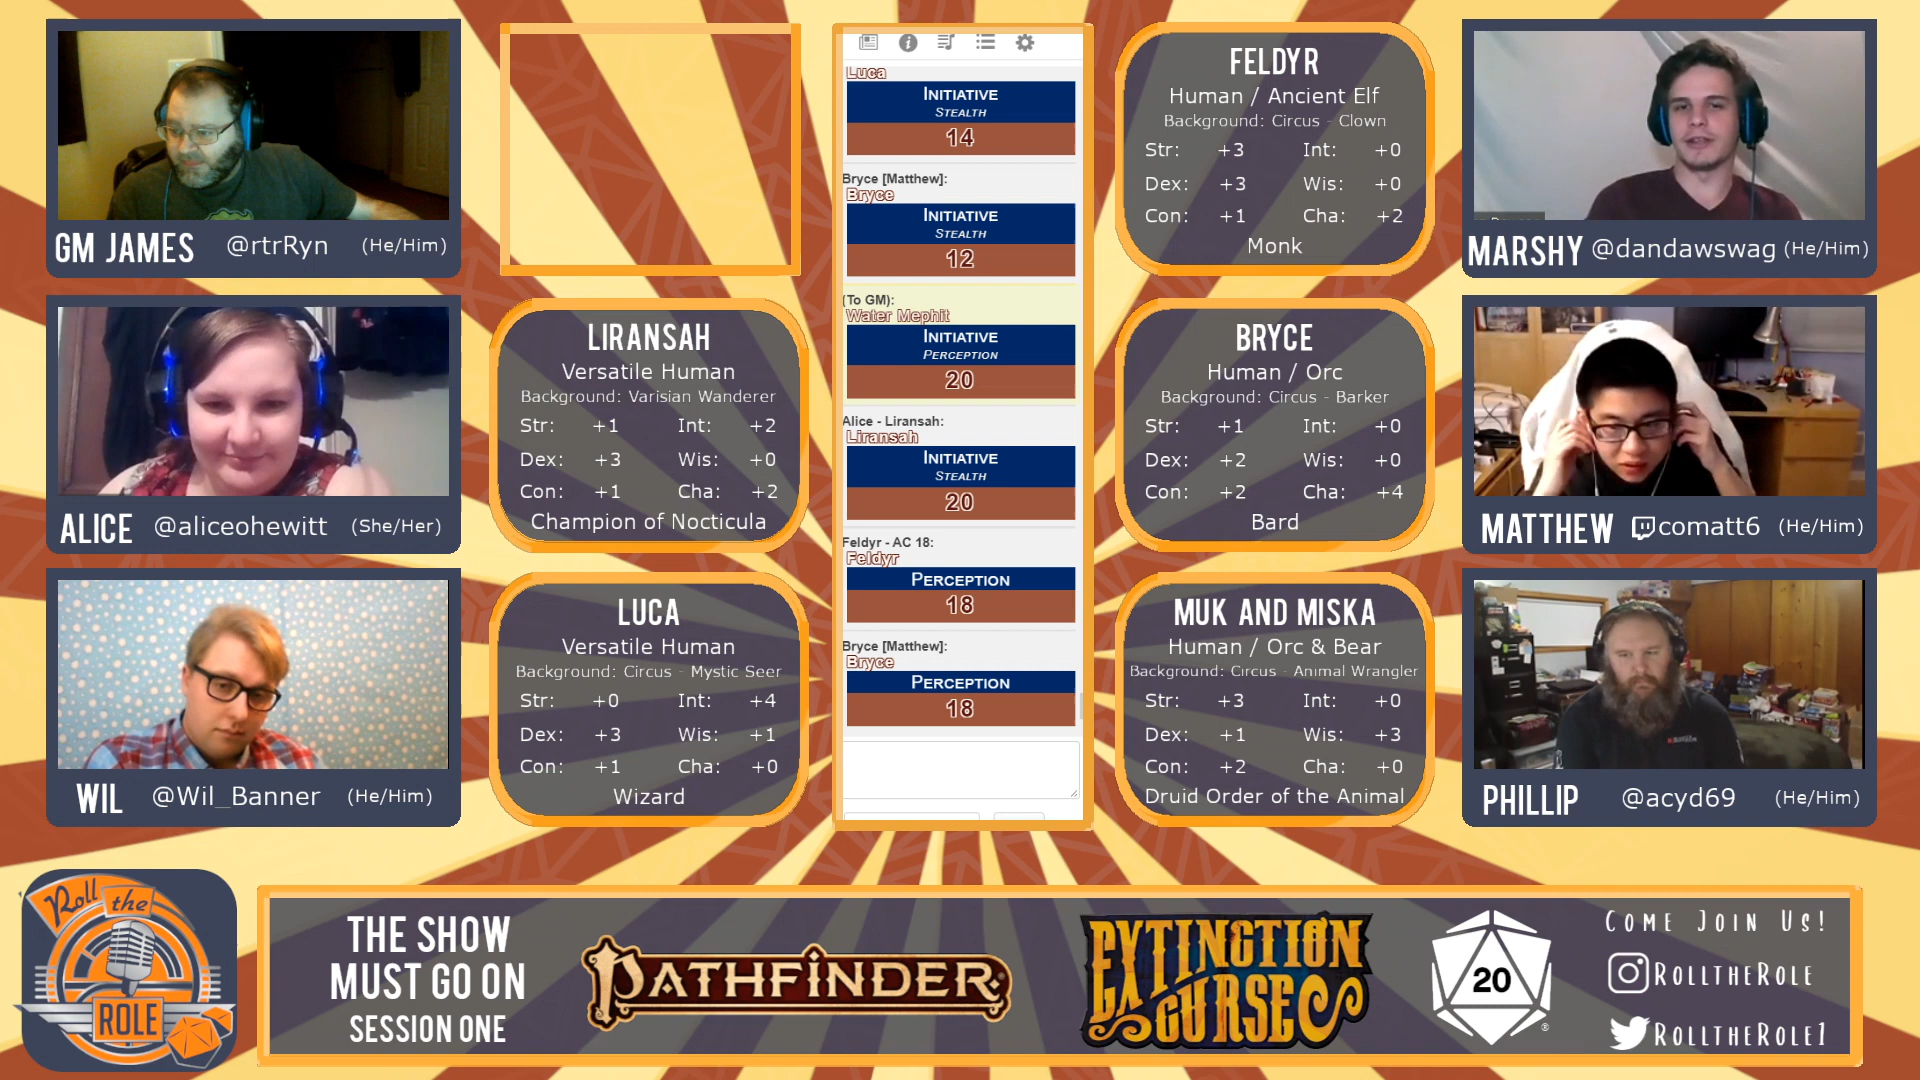 GM JAMES @rtrRyn (He/Him)
ALICE @aliceohewitt (She/Her)
WIL @Wil_Banner (He/Him)
LIRANSAH
Versatile Human
Background: Varisian Wanderer
Str: +1 Int: +2
Dex: +3 Wis: +0
Con: +1 Cha: +2
Champion of Nocticula
LUCA
Versatile Human
Background: Circus - Mystic Seer
Str: +0 Int: +4
Dex: +3 Wis: +1
Con: +1 Cha: +0
Wizard
Luca
INITIATIVE
STEALTH
14
Bryce [Matthew]:
Bryce
INITIATIVE
STEALTH
12
(To GM):
Water Mephit
INITIATIVE
PERCEPTION
20
Alice - Liransah:
Liransah
INITIATIVE
STEALTH
20
Feldyr - AC 18:
Feldyr
PERCEPTION
18
Bryce [Matthew]:
Bryce
PERCEPTION
18
FELDYR
Human / Ancient Elf
Background: Circus - Clown
Str: +3 Int: +0
Dex: +3 Wis: +0
Con: +1 Cha: +2
Monk
BRYCE
Human / Orc
Background: Circus - Barker
Str: +1 Int: +0
Dex: +2 Wis: +0
Con: +2 Cha: +4
Bard
MUK AND MISKA
Human / Orc & Bear
Background: Circus - Animal Wrangler
Str: +3 Int: +0
Dex: +1 Wis: +3
Con: +2 Cha: +0
Druid Order of the Animal
MARSHY @dandawswag (He/Him)
MATTHEW comatt6 (He/Him)
PHILLIP @acyd69 (He/Him)
Roll the
ROLE
THE SHOW
MUST GO ON
SESSION ONE
PATHFINDER
EXTINCTION
CURSE
20
®
COME JOIN US!
ROLLTHEROLE
ROLLTHEROLE1